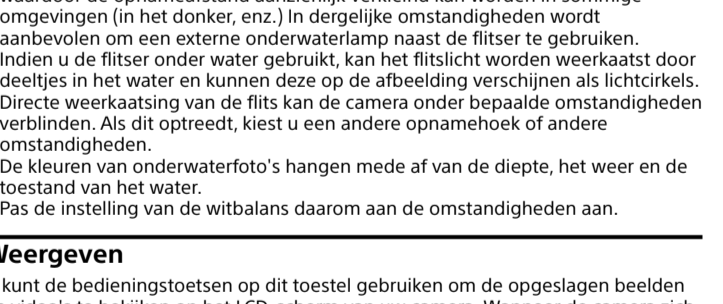 omgevingen (in het donker, enz.) In dergelijke omstandigheden wordt
aanbevolen om een externe onderwaterlamp naast de flitser te gebruiken.
Indien u de flitser onder water gebruikt, kan het flitslicht worden weerkaatst door
deeltjes in het water en kunnen deze op de afbeelding verschijnen als lichtcirkels.
Directe weerkaatsing van de flits kan de camera onder bepaalde omstandigheden
verblinden. Als dit optreedt, kiest u een andere opnamehoek of andere
omstandigheden.
De kleuren van onderwaterfoto's hangen mede af van de diepte, het weer en de
toestand van het water.
Pas de instelling van de witbalans daarom aan de omstandigheden aan.
Weergeven
kunt de bedieningstoetsen op dit toestel gebruiken om de opgeslagen beelden